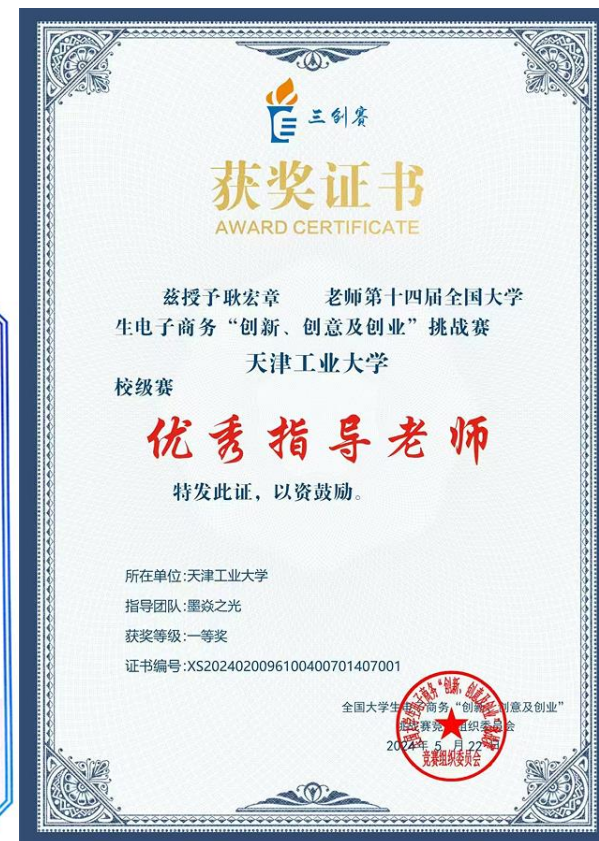 三创赛
获奖证书
AWARD CERTIFICATE
兹授予耿宏章 老师第十四届全国大学
生电子商务“创新、创意及创业”挑战赛
天津工业大学
校级赛
优秀指导老师
特发此证，以资鼓励。
所在单位:天津工业大学
指导团队:墨焱之光
获奖等级:一等奖
证书编号:XS202402009610040070140​7001
全国大学生电子商务“创新、创意及创业”
挑战赛竞赛组织委员会
2024年 5 月 22 日
竞赛组织委员会